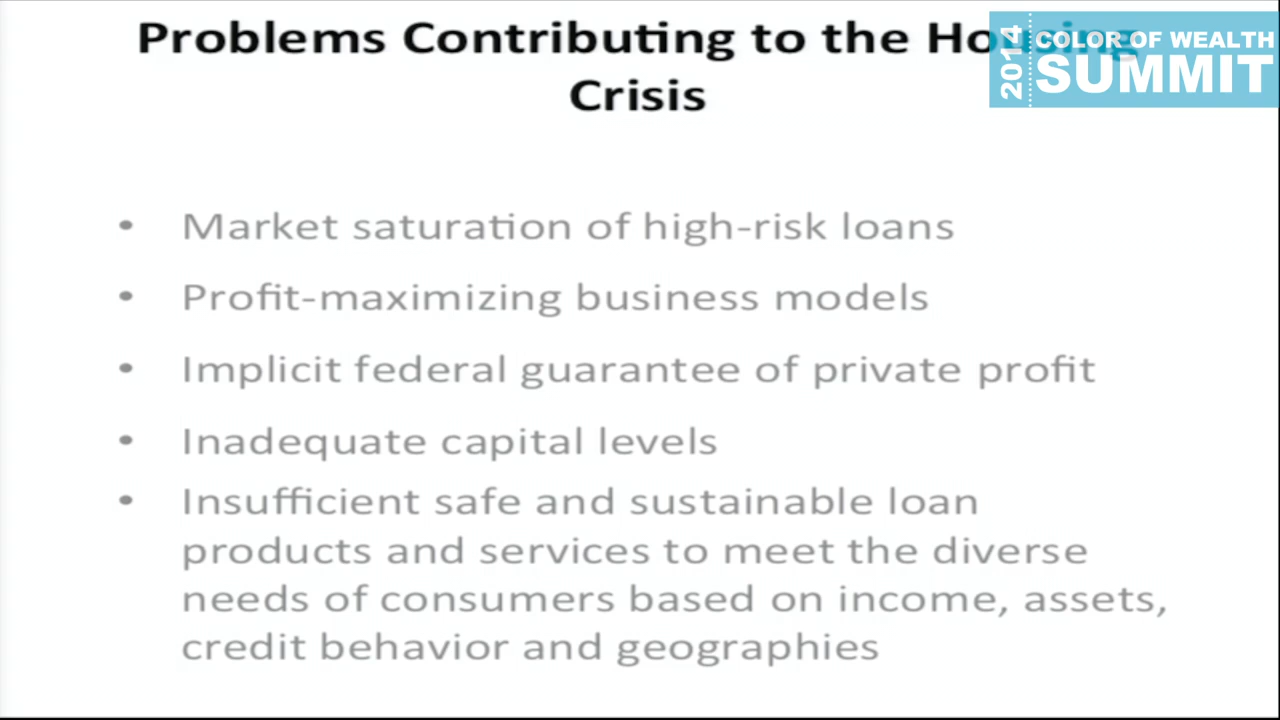 Problems Contributing to the Housing
Crisis
2014
COLOR OF WEALTH
SUMMIT
• Market saturation of high-risk loans
• Profit-maximizing business models
• Implicit federal guarantee of private profit
• Inadequate capital levels
• Insufficient safe and sustainable loan
products and services to meet the diverse
needs of consumers based on income, assets,
credit behavior and geographies